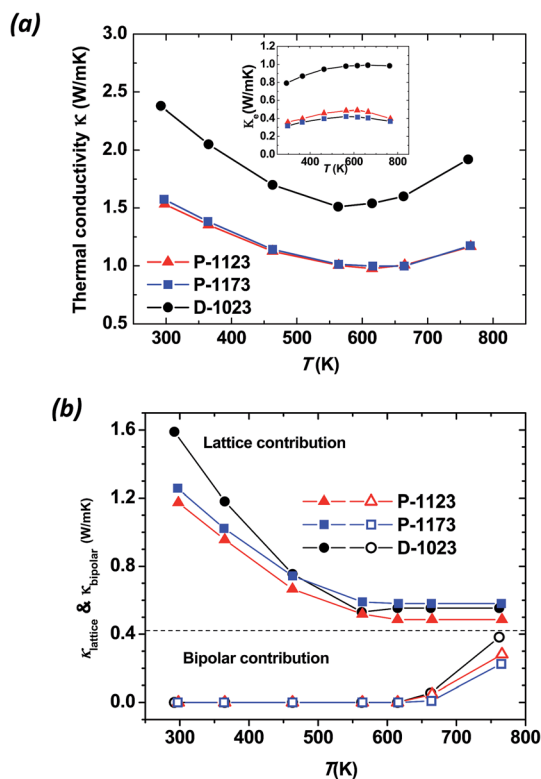 (a)
3.0
2.5
2.0
1.5
1.0
0.5
Thermal conductivity κ (W/mK)
300 400 500 600 700 800
T (K)
P-1123
P-1173
D-1023
1.2
1.0
0.8
0.6
0.4
0.2
0.0
κe (W/mK)
400 600 800
T (K)
(b)
1.6
1.2
0.8
0.4
0.0
κlattice & κbipolar (W/mK)
Lattice contribution
P-1123
P-1173
D-1023
Bipolar contribution
300 400 500 600 700 800
T(K)